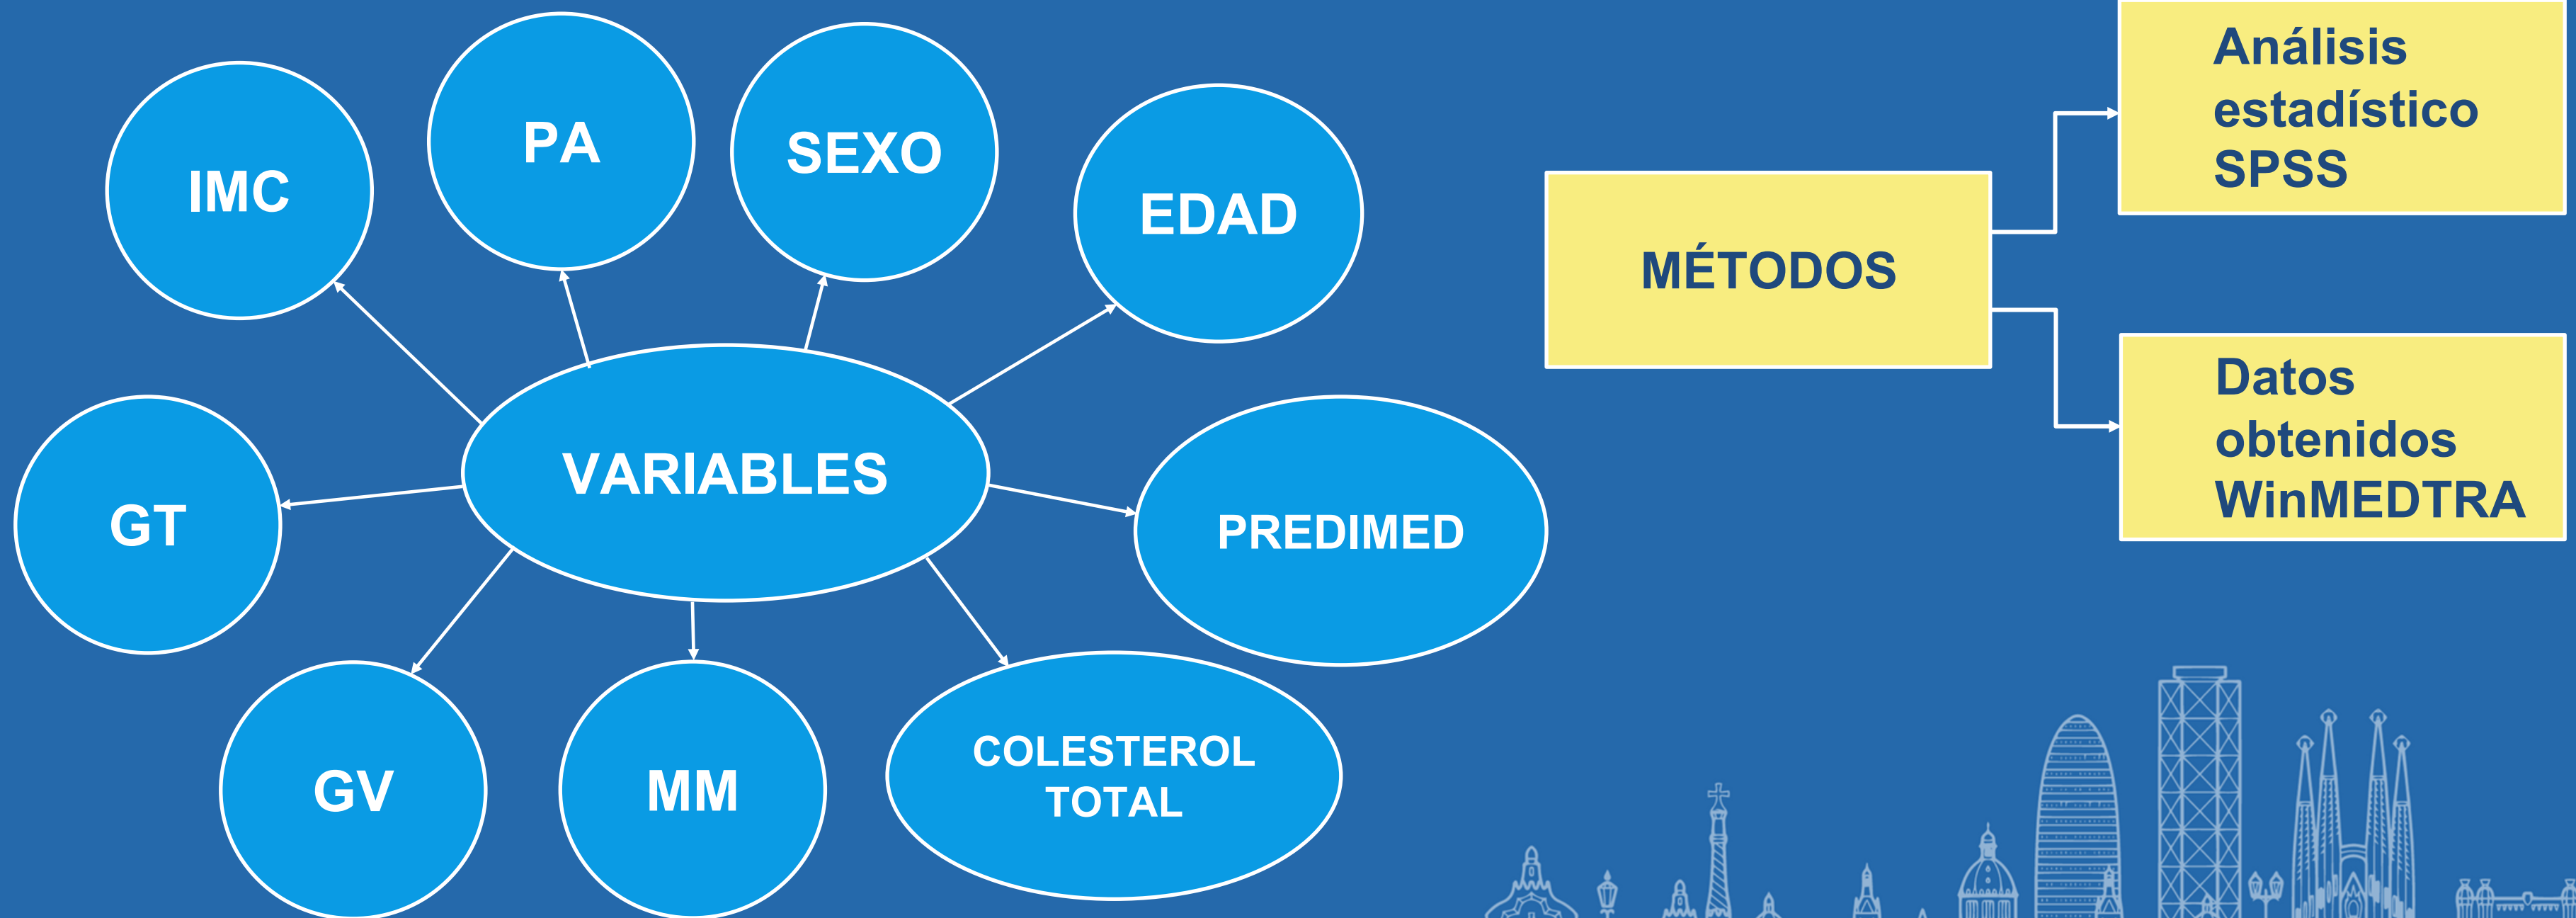 IMC
PA
SEXO
EDAD
VARIABLES
GT
PREDIMED
GV
MM
COLESTEROL
TOTAL
MÉTODOS
Análisis
estadístico
SPSS
Datos
obtenidos
WinMEDTRA